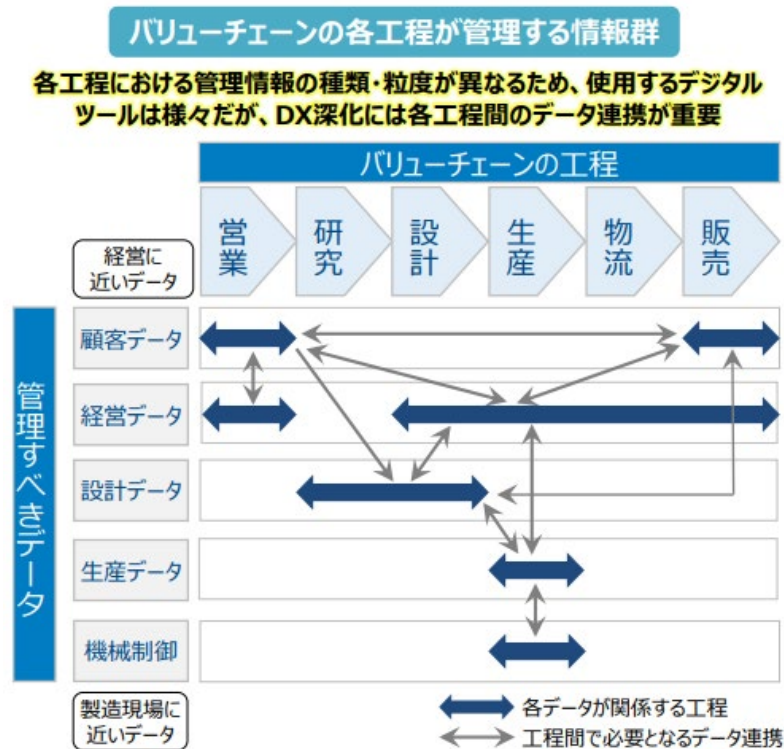 バリューチェーンの各工程が管理する情報群
各工程における管理情報の種類・粒度が異なるため、使用するデジタル
ツールは様々だが、DX深化には各工程間のデータ連携が重要
バリューチェーンの工程
営業
研究
設計
生産
物流
販売
経営に
近いデータ
管理すべきデータ
顧客データ
経営データ
設計データ
生産データ
機械制御
製造現場に
近いデータ
各データが関係する工程
工程間で必要となるデータ連携